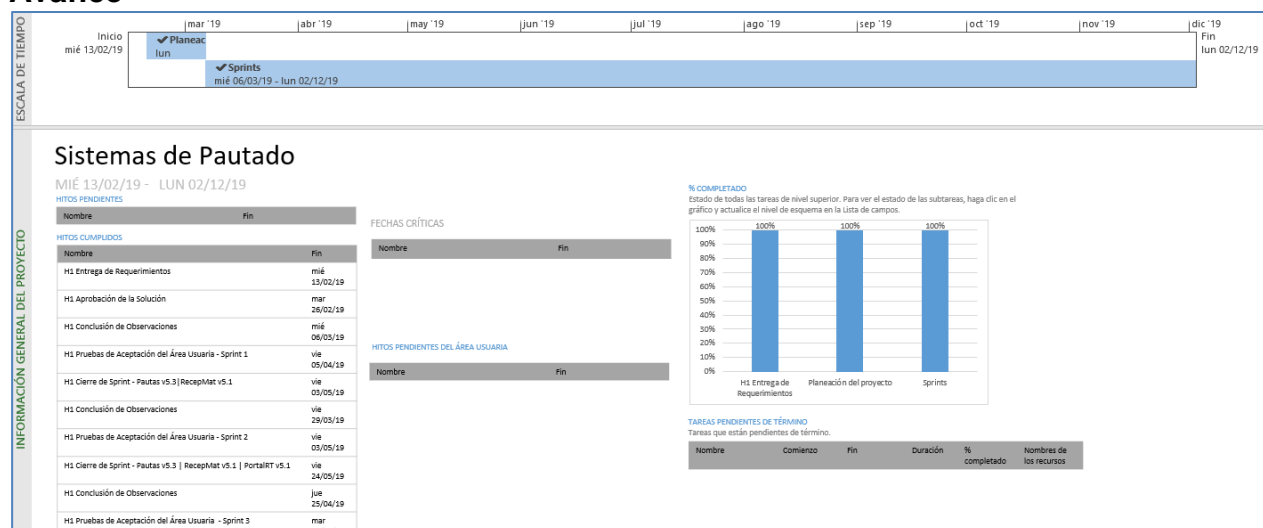 ESCALA DE TIEMPO
mar '19
abr '19
may '19
jun '19
jul '19
ago '19
sep '19
oct '19
nov '19
dic '19
Inicio
mié 13/02/19
Planeac
lun
Sprints
mié 06/03/19 - lun 02/12/19
Fin
lun 02/12/19
INFORMACIÓN GENERAL DEL PROYECTO
Sistemas de Pautado
MIÉ 13/02/19 - LUN 02/12/19
HITOS PENDIENTES
Nombre Fin
HITOS CUMPLIDOS
Nombre Fin
H1 Entrega de Requerimientos mié
13/02/19
H1 Aprobación de la Solución mar
26/02/19
H1 Conclusión de Observaciones mié
06/03/19
H1 Pruebas de Aceptación del Área Usuaria - Sprint 1 vie
05/04/19
H1 Cierre de Sprint - Pautas v5.3|RecepMat v5.1 vie
03/05/19
H1 Conclusión de Observaciones vie
29/03/19
H1 Pruebas de Aceptación del Área Usuaria - Sprint 2 vie
03/05/19
H1 Cierre de Sprint - Pautas v5.3 | RecepMat v5.1 | PortalRT v5.1 vie
24/05/19
H1 Conclusión de Observaciones jue
25/04/19
H1 Pruebas de Aceptación del Área Usuaria - Sprint 3 mar
FECHAS CRÍTICAS
Nombre Fin
HITOS PENDIENTES DEL ÁREA USUARIA
Nombre Fin
% COMPLETADO
Estado de todas las tareas de nivel superior. Para ver el estado de las subtareas, haga clic en el
gráfico y actualice el nivel de esquema en la Lista de campos.
100%
90%
80%
70%
60%
50%
40%
30%
20%
10%
0%
100% 100% 100%
H1 Entrega de
Requerimientos
Planeación del proyecto
Sprints
TAREAS PENDIENTES DE TÉRMINO
Tareas que están pendientes de término.
Nombre Comienzo Fin Duración %
completado Nombres de
los recursos